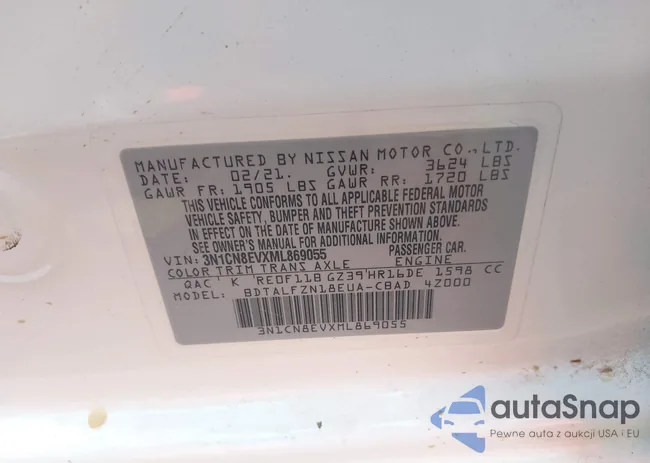 MANUFACTURED BY NISSAN MOTOR CO., LTD.
DATE: 02/21. GVWR: 3624 LBS
GAWR FR: 1905 LBS GAWR RR: 1720 LBS
THIS VEHICLE CONFORMS TO ALL APPLICABLE FEDERAL MOTOR
VEHICLE SAFETY, BUMPER AND THEFT PREVENTION STANDARDS
IN EFFECT ON THE DATE OF MANUFACTURE SHOWN ABOVE.
SEE OWNER'S MANUAL FOR ADDITIONAL INFORMATION.
VIN: 3N1CN8EVXML869055 PASSENGER CAR.
COLOR TRIM TRANS AXLE ENGINE
QAC' K RE0F11B GZ39'HR16DE 1598 CC
MODEL: BDTALFZN18EUA-CBAD 4Z000
3N1CN8EVXML869055
autoSnap
Pewne auta z aukcji USA i EU